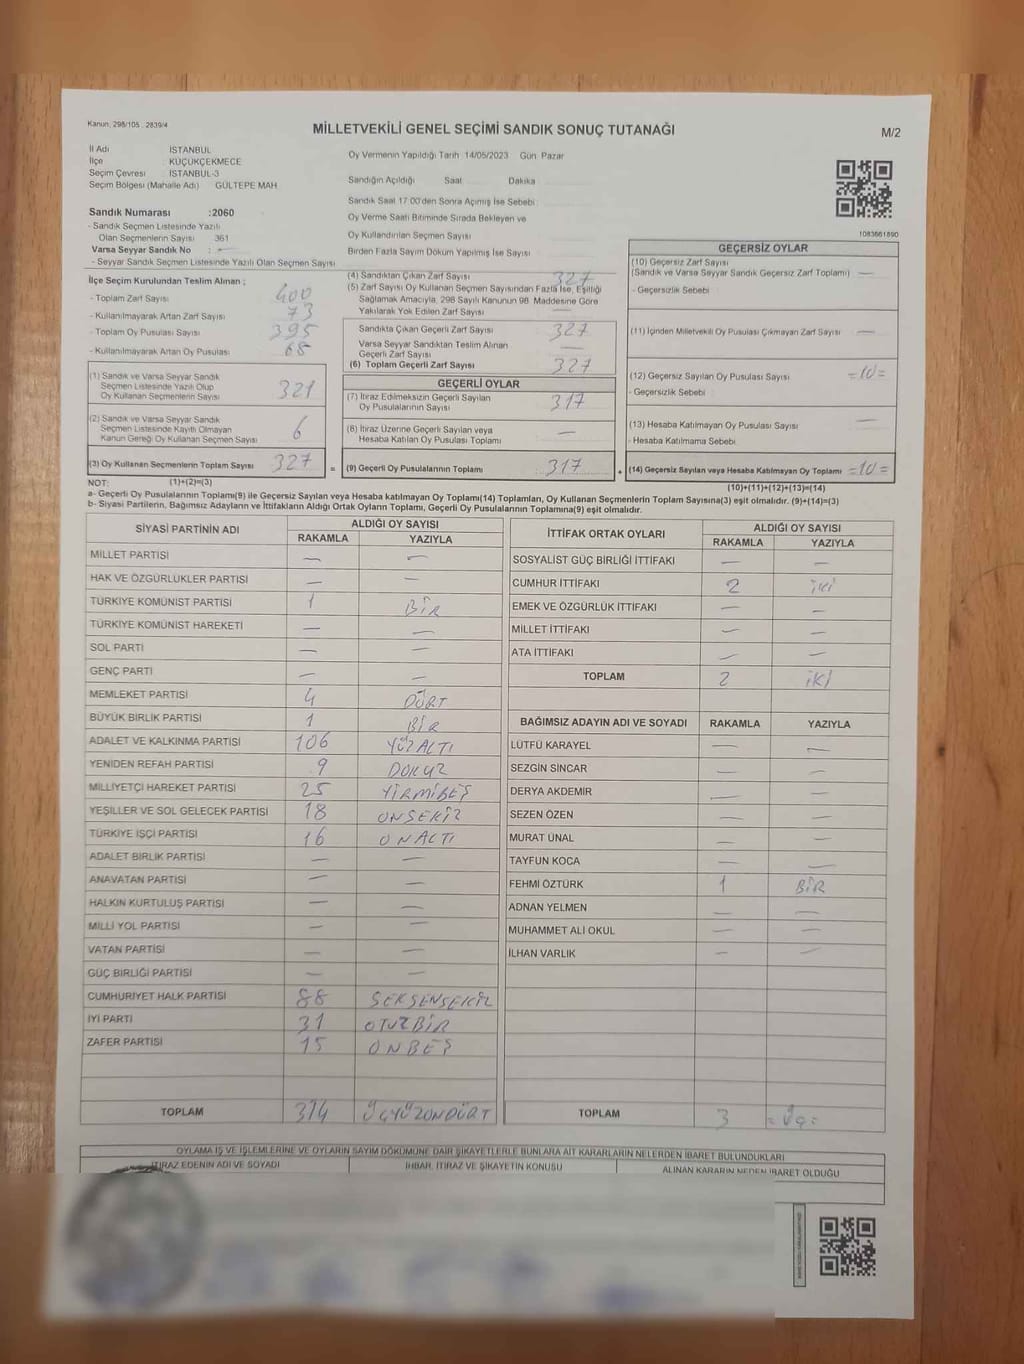 Kanun: 298/105 . 2839/4
MİLLETVEKİLİ GENEL SEÇİMİ SANDIK SONUÇ TUTANAĞI
M/2
İl Adı İSTANBUL
İlçe KÜÇÜKÇEKMECE
Seçim Çevresi İSTANBUL-3
Seçim Bölgesi (Mahalle Adı) GÜLTEPE MAH
Sandık Numarası :2060
- Sandık Seçmen Listesinde Yazılı
Olan Seçmenlerin Sayısı 361
Varsa Seyyar Sandık No : -
- Seyyar Sandık Seçmen Listesinde Yazılı Olan Seçmen Sayısı
Oy Vermenin Yapıldığı Tarih 14/05/2023 Gün Pazar
Sandığın Açıldığı Saat Dakika
Sandık Saat 17:00'den Sonra Açımış İse Sebebi
Oy Verme Saati Bitiminde Sırada Bekleyen ve
Oy Kullandırılan Seçmen Sayısı
Birden Fazla Sayım Döküm Yapılmış İse Sayısı
1083661890
İlçe Seçim Kurulundan Teslim Alınan ;
- Toplam Zarf Sayısı 400
- Kullanılmayarak Artan Zarf Sayısı 73
- Toplam Oy Pusulası Sayısı 395
- Kullanılmayarak Artan Oy Pusulası 68
(1) Sandık ve Varsa Seyyar Sandık
Seçmen Listesinde Yazılı Olup
Oy Kullanan Seçmenlerin Sayısı 321
(2) Sandık ve Varsa Seyyar Sandık
Seçmen Listesinde Kayıtlı Olmayan
Kanun Gereği Oy Kullanan Seçmen Sayısı 6
(3) Oy Kullanan Seçmenlerin Toplam Sayısı 327 =
(4) Sandıktan Çıkan Zarf Sayısı 327
(5) Zarf Sayısı Oy Kullanan Seçmen Sayısından Fazla İse, Eşitliği
Sağlamak Amacıyla, 298 Sayılı Kanunun 98. Maddesine Göre
Yakılarak Yok Edilen Zarf Sayısı —
Sandıkta Çıkan Geçerli Zarf Sayısı 327
Varsa Seyyar Sandıktan Teslim Alınan
Geçerli Zarf Sayısı —
(6) Toplam Geçerli Zarf Sayısı 327
GEÇERLİ OYLAR
(7) İtiraz Edilmeksizin Geçerli Sayılan
Oy Pusulalarının Sayısı 317
(8) İtiraz Üzerine Geçerli Sayılan veya
Hesaba Katılan Oy Pusulası Toplamı —
(9) Geçerli Oy Pusulalarının Toplamı 317 +
GEÇERSİZ OYLAR
(10) Geçersiz Zarf Sayısı
(Sandık ve Varsa Seyyar Sandık Geçersiz Zarf Toplamı) —
- Geçersizlik Sebebi
(11) İçinden Milletvekili Oy Pusulası Çıkmayan Zarf Sayısı —
(12) Geçersiz Sayılan Oy Pusulası Sayısı =10=
- Geçersizlik Sebebi
(13) Hesaba Katılmayan Oy Pusulası Sayısı —
- Hesaba Katılmama Sebebi
(14) Geçersiz Sayılan veya Hesaba Katılmayan Oy Toplamı =10=
NOT: (1)+(2)=(3)
(10)+(11)+(12)+(13)=(14)
a- Geçerli Oy Pusulalarının Toplamı(9) ile Geçersiz Sayılan veya Hesaba katılmayan Oy Toplamı(14) Toplamları, Oy Kullanan Seçmenlerin Toplam Sayısına(3) eşit olmalıdır. (9)+(14)=(3)
b- Siyasi Partilerin, Bağımsız Adayların ve İttifakların Aldığı Ortak Oyların Toplamı, Geçerli Oy Pusulalarının Toplamına(9) eşit olmalıdır.
SİYASİ PARTİNİN ADI ALDIĞI OY SAYISI
RAKAMLA YAZIYLA
MİLLET PARTİSİ — —
HAK VE ÖZGÜRLÜKLER PARTİSİ — —
TÜRKİYE KOMÜNİST PARTİSİ 1 BİR
TÜRKİYE KOMÜNİST HAREKETİ — —
SOL PARTİ — —
GENÇ PARTİ — —
MEMLEKET PARTİSİ 4 DÖRT
BÜYÜK BİRLİK PARTİSİ 1 BİR
ADALET VE KALKINMA PARTİSİ 106 YÜZALTI
YENİDEN REFAH PARTİSİ 9 DOKUZ
MİLLİYETÇİ HAREKET PARTİSİ 25 YİRMİBEŞ
YEŞİLLER VE SOL GELECEK PARTİSİ 18 ONSEKİZ
TÜRKİYE İŞÇİ PARTİSİ 16 ONALTI
ADALET BİRLİK PARTİSİ — —
ANAVATAN PARTİSİ — —
HALKIN KURTULUŞ PARTİSİ — —
MİLLİ YOL PARTİSİ — —
VATAN PARTİSİ — —
GÜÇ BİRLİĞİ PARTİSİ — —
CUMHURİYET HALK PARTİSİ 88 SEKSENSEKİZ
İYİ PARTİ 31 OTUZBİR
ZAFER PARTİSİ 15 ONBEŞ
TOPLAM 314 ÜÇYÜZONDÖRT
İTTİFAK ORTAK OYLARI ALDIĞI OY SAYISI
RAKAMLA YAZIYLA
SOSYALİST GÜÇ BİRLİĞİ İTTİFAKI — —
CUMHUR İTTİFAKI 2 iki
EMEK VE ÖZGÜRLÜK İTTİFAKI — —
MİLLET İTTİFAKI — —
ATA İTTİFAKI — —
TOPLAM 2 iki
BAĞIMSIZ ADAYIN ADI VE SOYADI RAKAMLA YAZIYLA
LÜTFÜ KARAYEL — —
SEZGİN SİNCAR — —
DERYA AKDEMİR — —
SEZEN ÖZEN — —
MURAT ÜNAL — —
TAYFUN KOCA — —
FEHMİ ÖZTÜRK 1 BİR
ADNAN YELMEN — —
MUHAMMET ALİ OKUL — —
İLHAN VARLIK — —
TOPLAM 3 =Üç=
OYLAMA İŞ VE İŞLEMLERİNE VE OYLARIN SAYIM DÖKÜMÜNE DAİR ŞİKAYETLERLE BUNLARA AİT KARARLARIN NELERDEN İBARET BULUNDUKLARI
İTİRAZ EDENİN ADI VE SOYADI İHBAR, İTİRAZ VE ŞİKAYETİN KONUSU ALINAN KARARIN NEDEN İBARET OLDUĞU